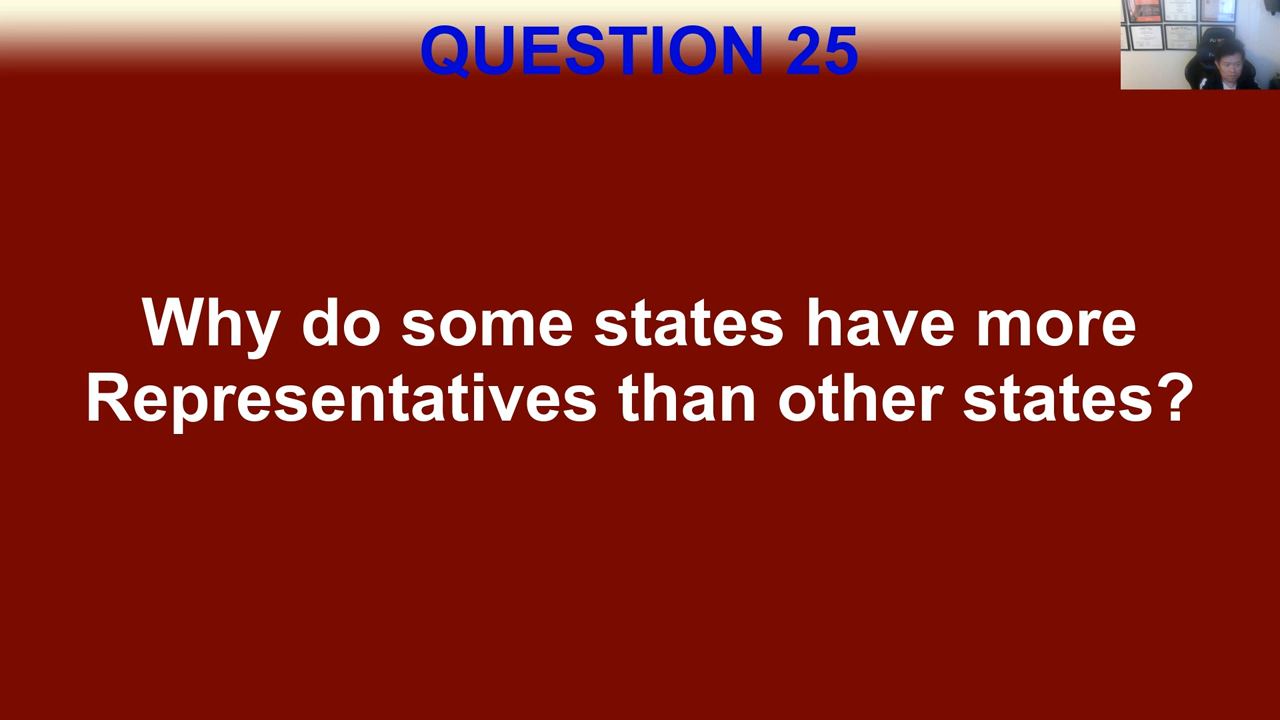 QUESTION 25
Why do some states have more
Representatives than other states?